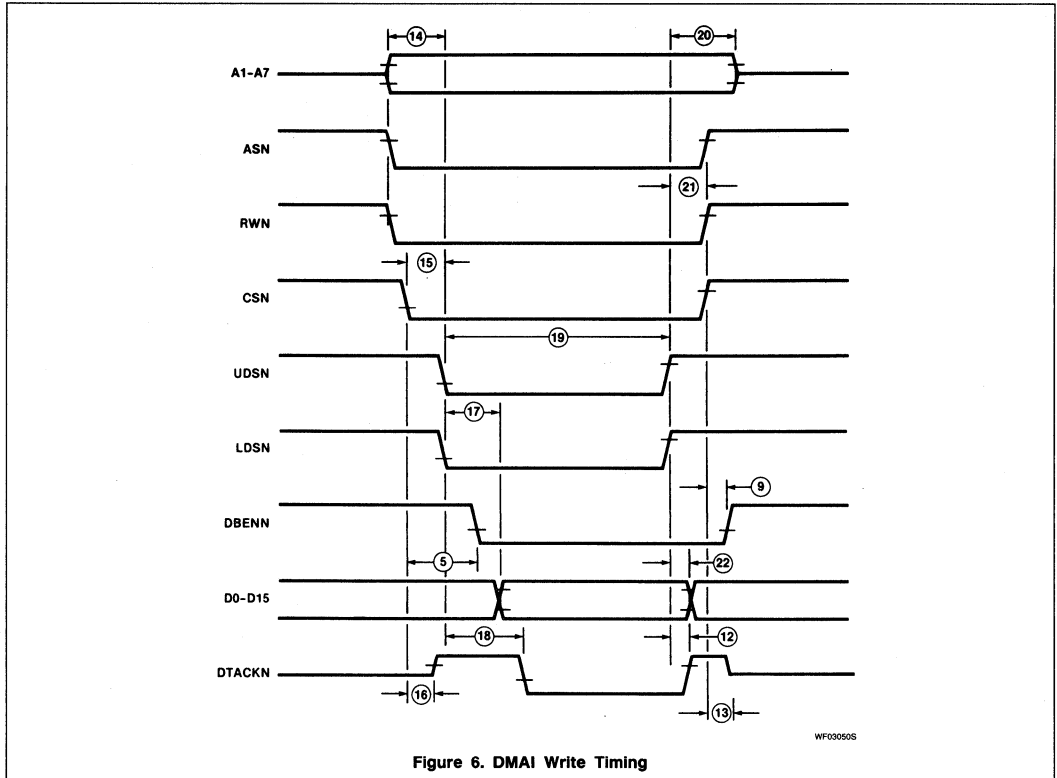 14
20
A1-A7
ASN
21
RWN
15
CSN
19
UDSN
17
LDSN
9
DBENN
5
22
D0-D15
18
12
DTACKN
16
13
WF03050S
Figure 6. DMAI Write Timing